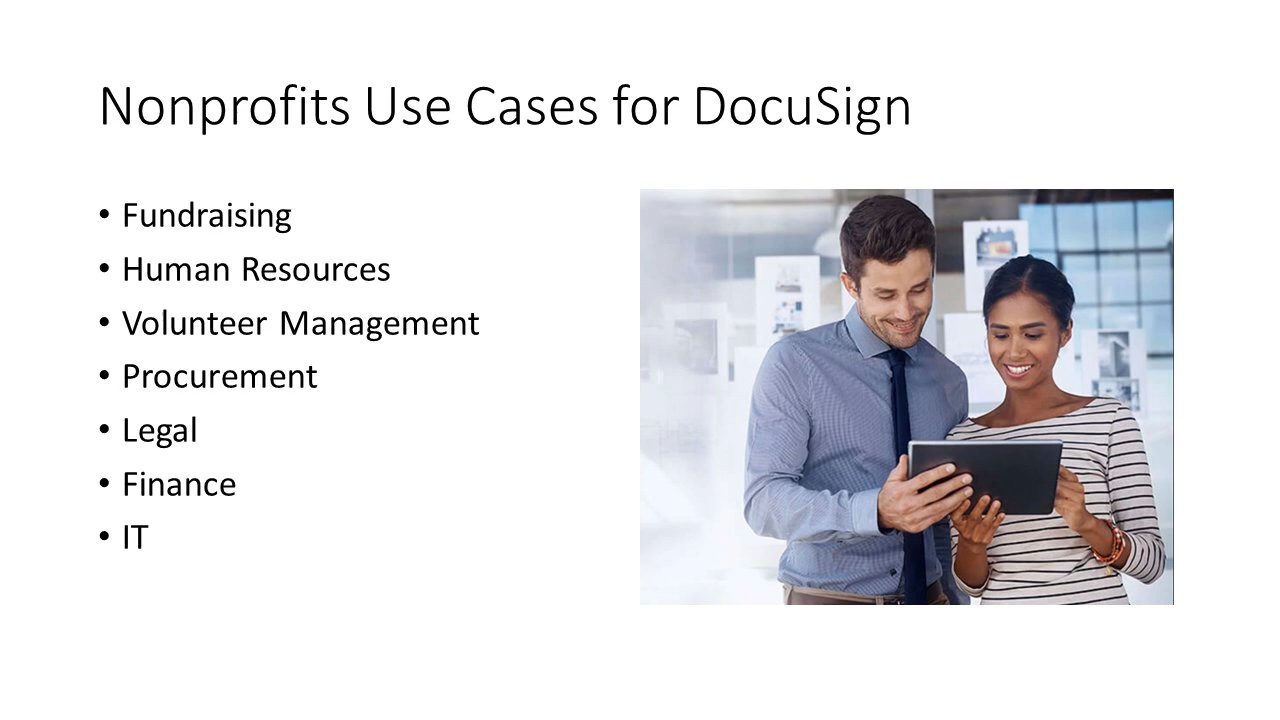 Nonprofits Use Cases for DocuSign
• Fundraising
• Human Resources
• Volunteer Management
• Procurement
• Legal
• Finance
• IT